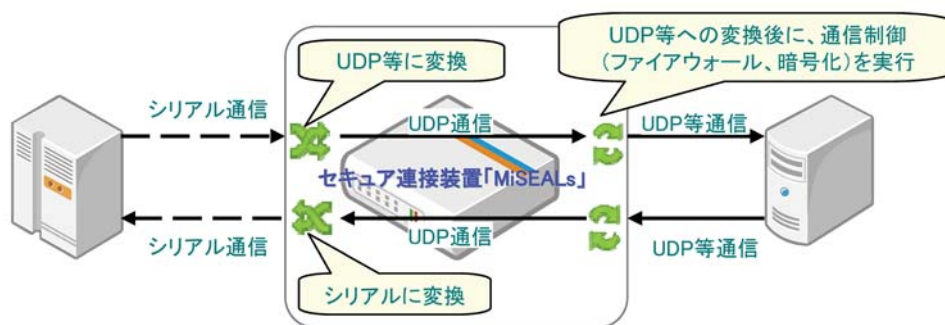 UDP等への変換後に、通信制御
(ファイアウォール、暗号化)を実行
UDP等に変換
シリアル通信
UDP通信
UDP等通信
セキュア連接装置「MiSEALs」
シリアル通信
UDP通信
UDP等通信
シリアルに変換